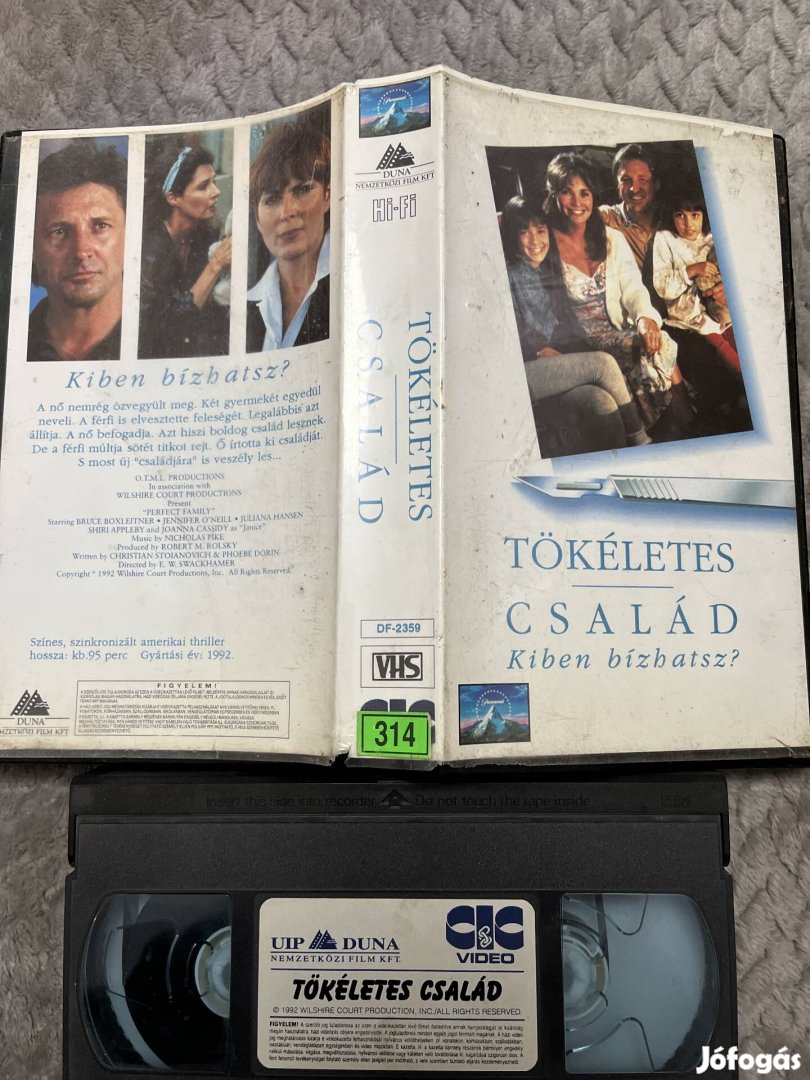 Kiben bízhatsz?
A nő nemrég özvegyült meg. Két gyermekét egyedül
neveli. A férfi is elvesztette feleségét. Legalábbis azt
állítja. A nő befogadja. Azt hiszi boldog család lesznek.
De a férfi múltja sötét titkot rejt. Ő írtotta ki családját.
S most új "családjára" is veszély les...
O.T.M.L. PRODUCTIONS
In association with
WILSHIRE COURT PRODUCTIONS
Present
"PERFECT FAMILY"
Starring BRUCE BOXLEITNER • JENNIFER O'NEILL • JULIANA HANSEN
SHIRI APPLEBY and JOANNA CASSIDY as "Janice"
Music by NICHOLAS PIKE
Produced by ROBERT M. ROLSKY
Written by CHRISTIAN STOIANOVICH & PHOEBE DORIN
Directed by E. W. SWACKHAMER
Copyright © 1992 Wilshire Court Productions, Inc. All Rights Reserved.
Színes, szinkronizált amerikai thriller
hossza: kb.95 perc Gyártási év: 1992.
DUNA
NEMZETKÖZI FILM KFT
FIGYELEM!
Paramount
DUNA
NEMZETKÖZI FILM KFT
Hi-Fi
TÖKÉLETES
CSALÁD
DF-2359
VHS
CIC
314
TÖKÉLETES
CSALÁD
Kiben bízhatsz?
Paramount
Insert this side into recorder Do not touch the tape inside
UIP DUNA
NEMZETKÖZI FILM KFT.
CIC
VIDEO
TÖKÉLETES CSALÁD
© 1992 WILSHIRE COURT PRODUCTION, INC./ALL RIGHTS RESERVED.
Jófogás